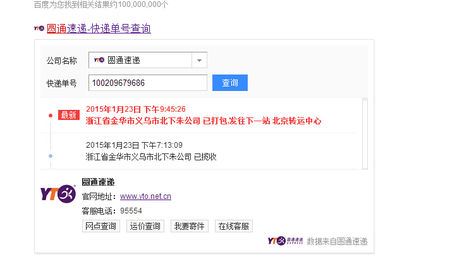 百度为您找到相关结果约100,000,000个
圆通速递-快递单号查询
公司名称 YTO 圆通速递
快递单号 100209679686 查询
最新 2015年1月23日 下午9:45:26
浙江省金华市义乌市北下朱公司 已打包,发往下一站 北京转运中心
2015年1月23日 下午7:13:09
浙江省金华市义乌市北下朱公司 已揽收
圆通速递
YTO 官网地址：www.yto.net.cn
客服电话：95554
网点查询 运价查询 我要寄件 在线客服
YTO 圆通速递 数据来自圆通速递